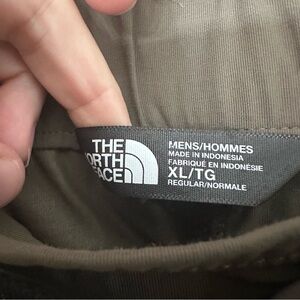 THE
NORTH
FACE
MENS/HOMMES
MADE IN INDONESIA
FABRIQUÉ EN INDONÉSIE
XL/TG
REGULAR/NORMALE